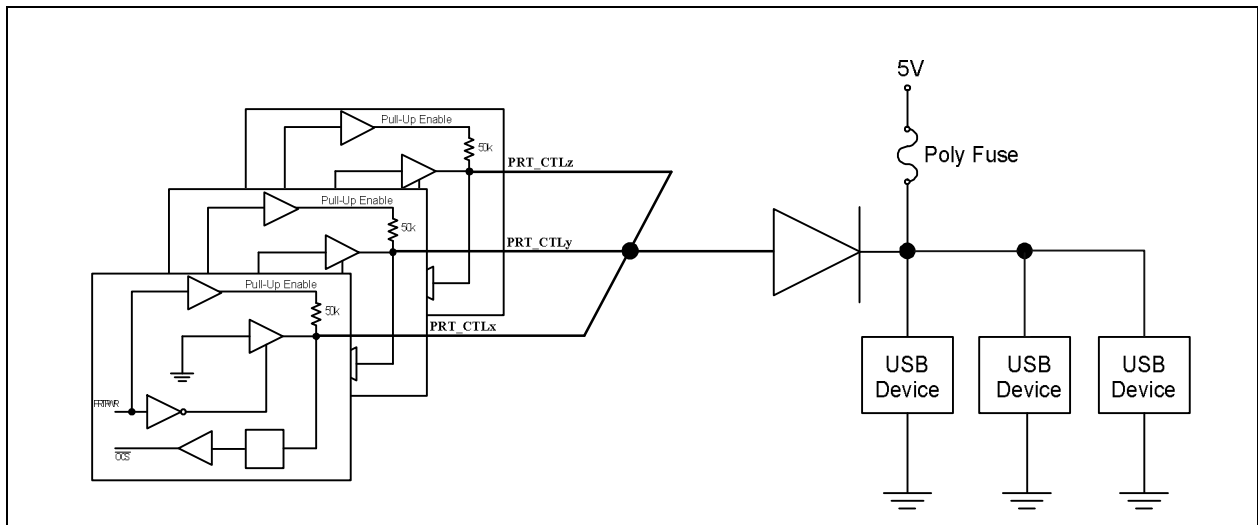 5V
Poly Fuse
Pull-Up Enable
50k
PRT_CTLz
Pull-Up Enable
50k
PRT_CTLy
Pull-Up Enable
50k
PRT_CTLx
PRTPWR
OCS
USB
Device
USB
Device
USB
Device